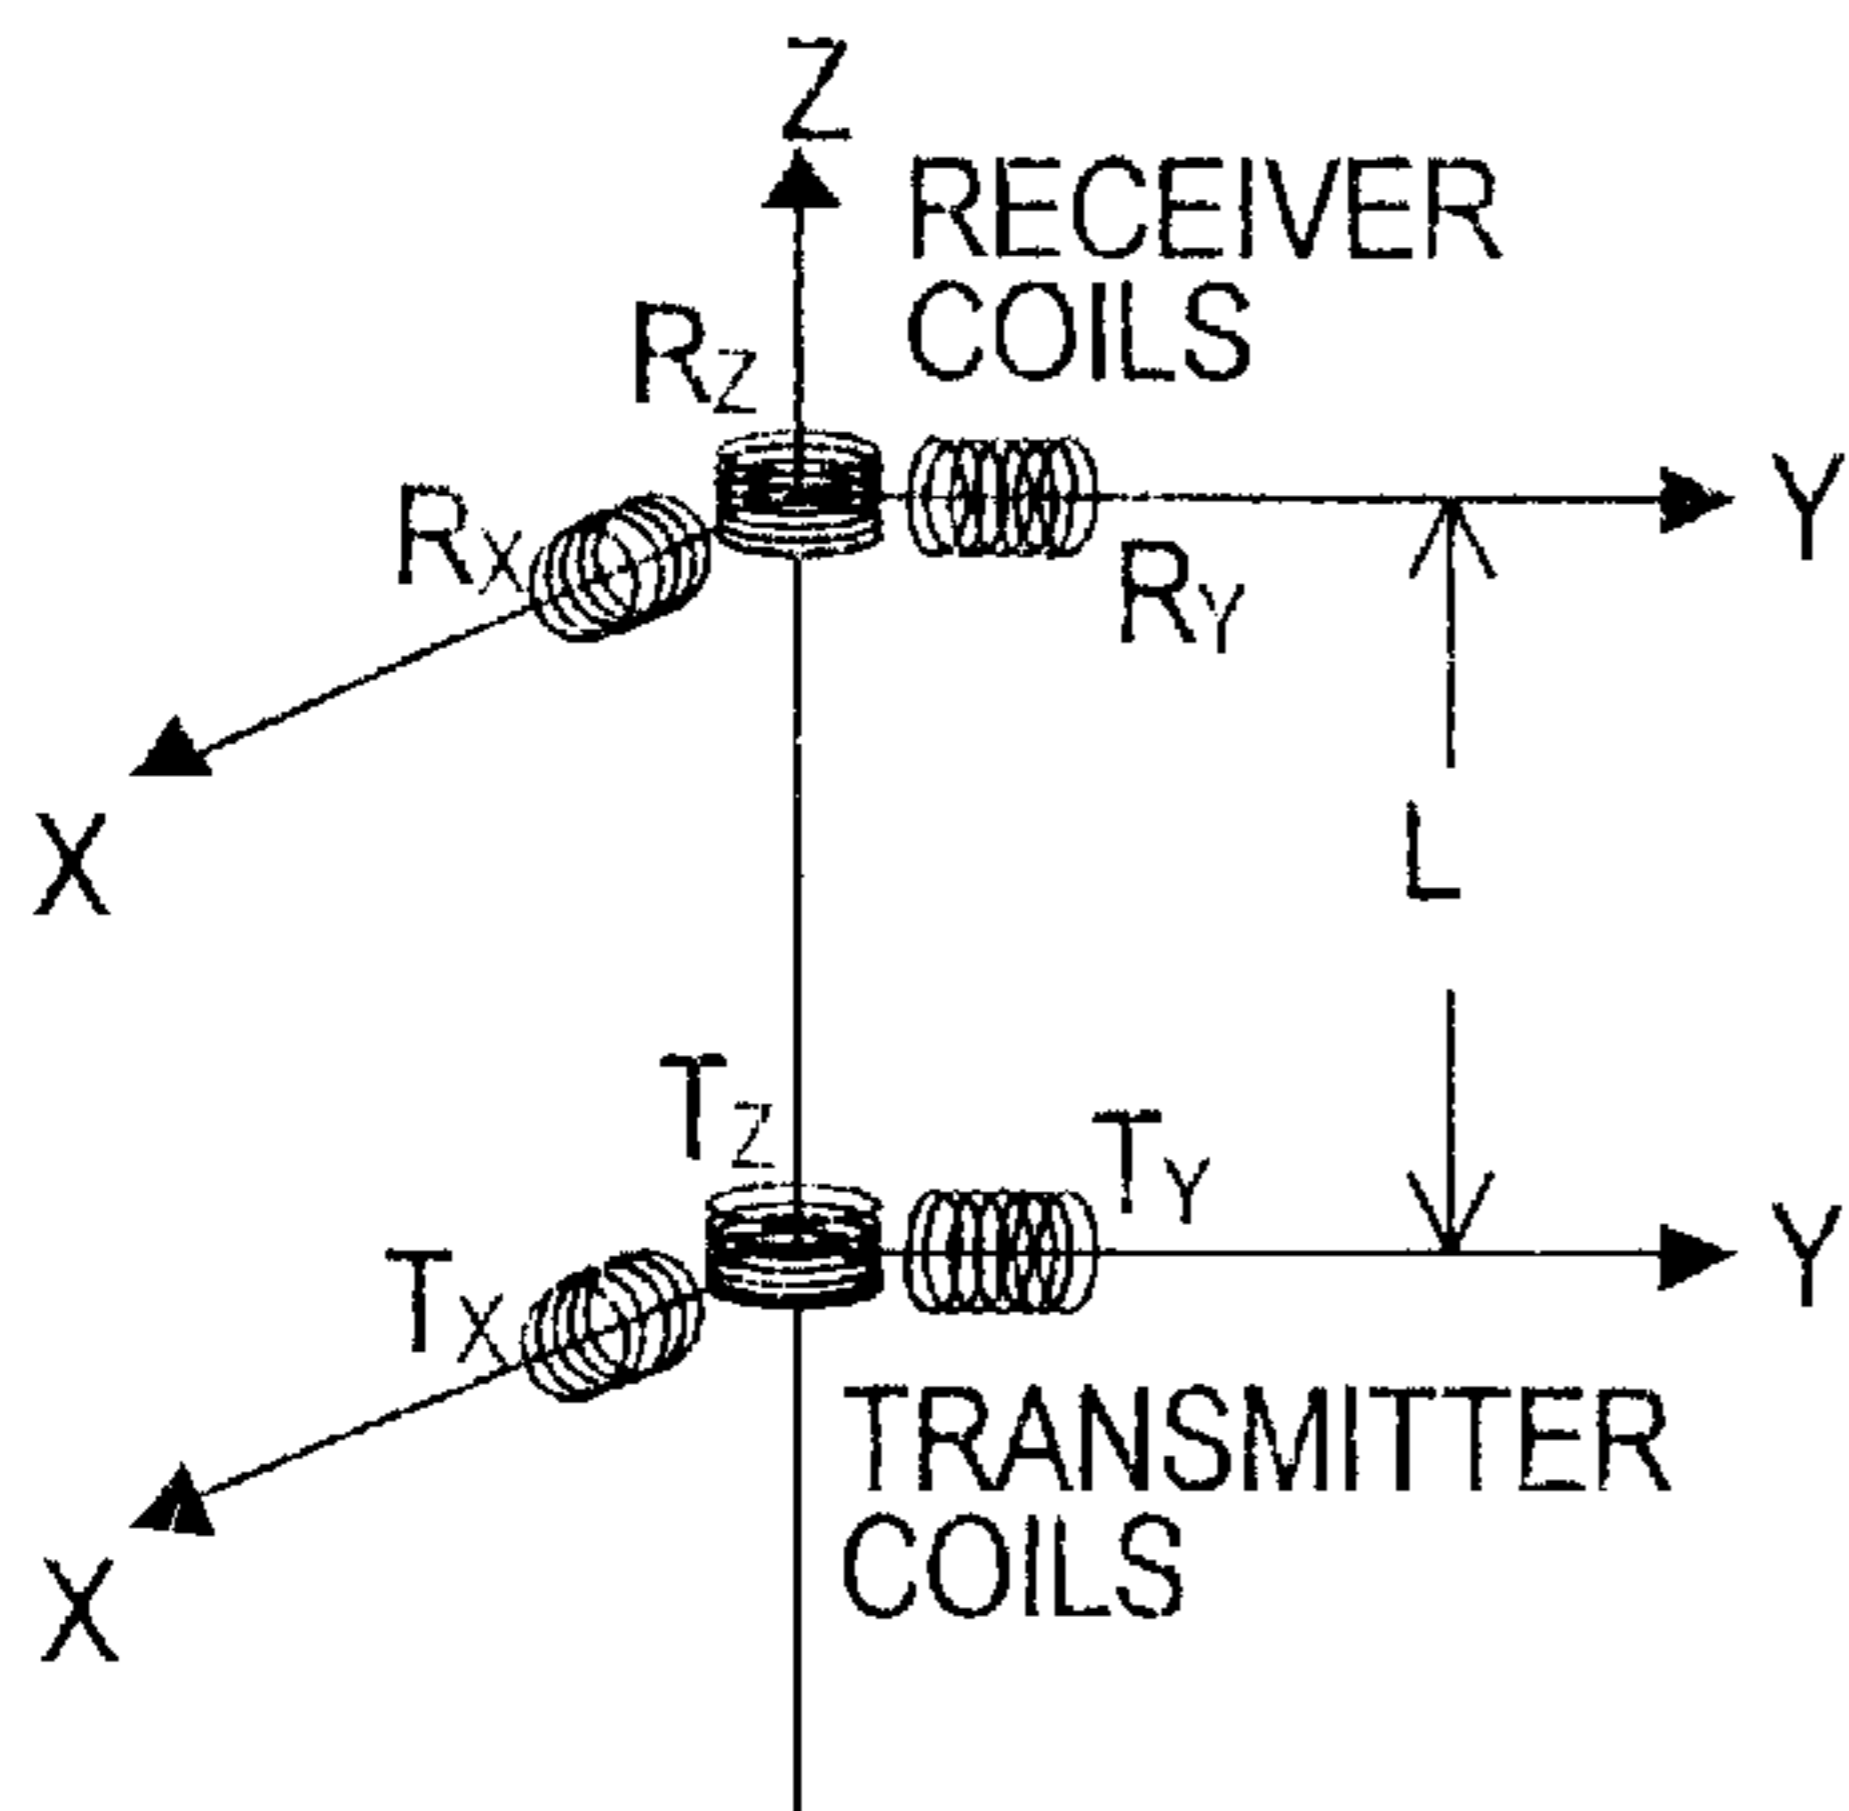 Z
RECEIVER
COILS
RZ
RX
Y
RY
X
L
TZ
TY
TX
Y
TRANSMITTER
COILS
X